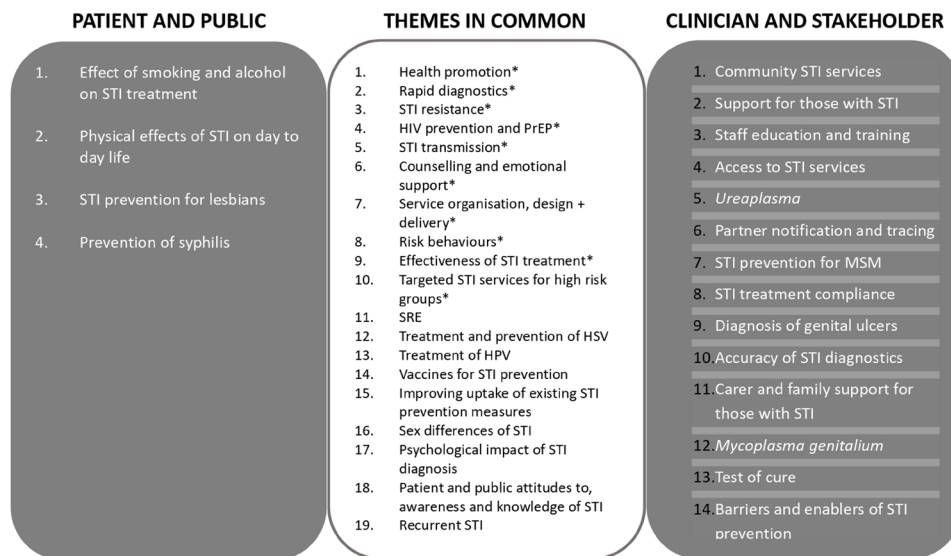 PATIENT AND PUBLIC
1. Effect of smoking and alcohol
on STI treatment
2. Physical effects of STI on day to
day life
3. STI prevention for lesbians
4. Prevention of syphilis
THEMES IN COMMON
1. Health promotion*
2. Rapid diagnostics*
3. STI resistance*
4. HIV prevention and PrEP*
5. STI transmission*
6. Counselling and emotional
support*
7. Service organisation, design +
delivery*
8. Risk behaviours*
9. Effectiveness of STI treatment*
10. Targeted STI services for high risk
groups*
11. SRE
12. Treatment and prevention of HSV
13. Treatment of HPV
14. Vaccines for STI prevention
15. Improving uptake of existing STI
prevention measures
16. Sex differences of STI
17. Psychological impact of STI
diagnosis
18. Patient and public attitudes to,
awareness and knowledge of STI
19. Recurrent STI
CLINICIAN AND STAKEHOLDER
1. Community STI services
2. Support for those with STI
3. Staff education and training
4. Access to STI services
5. Ureaplasma
6. Partner notification and tracing
7. STI prevention for MSM
8. STI treatment compliance
9. Diagnosis of genital ulcers
10. Accuracy of STI diagnostics
11. Carer and family support for
those with STI
12. Mycoplasma genitalium
13. Test of cure
14. Barriers and enablers of STI
prevention